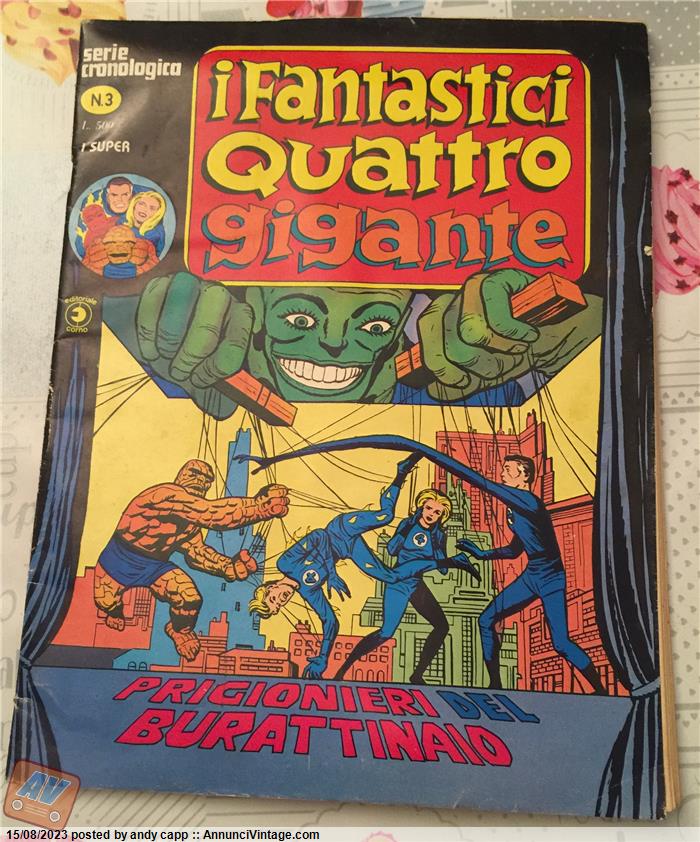 serie
cronologica
N.3
L. 500
I SUPER
i Fantastici
Quattro
gigante
editoriale
corno
PRIGIONIERI DEL
BURATTINAIO
AV
15/08/2023 posted by andy capp :: AnnunciVintage.com